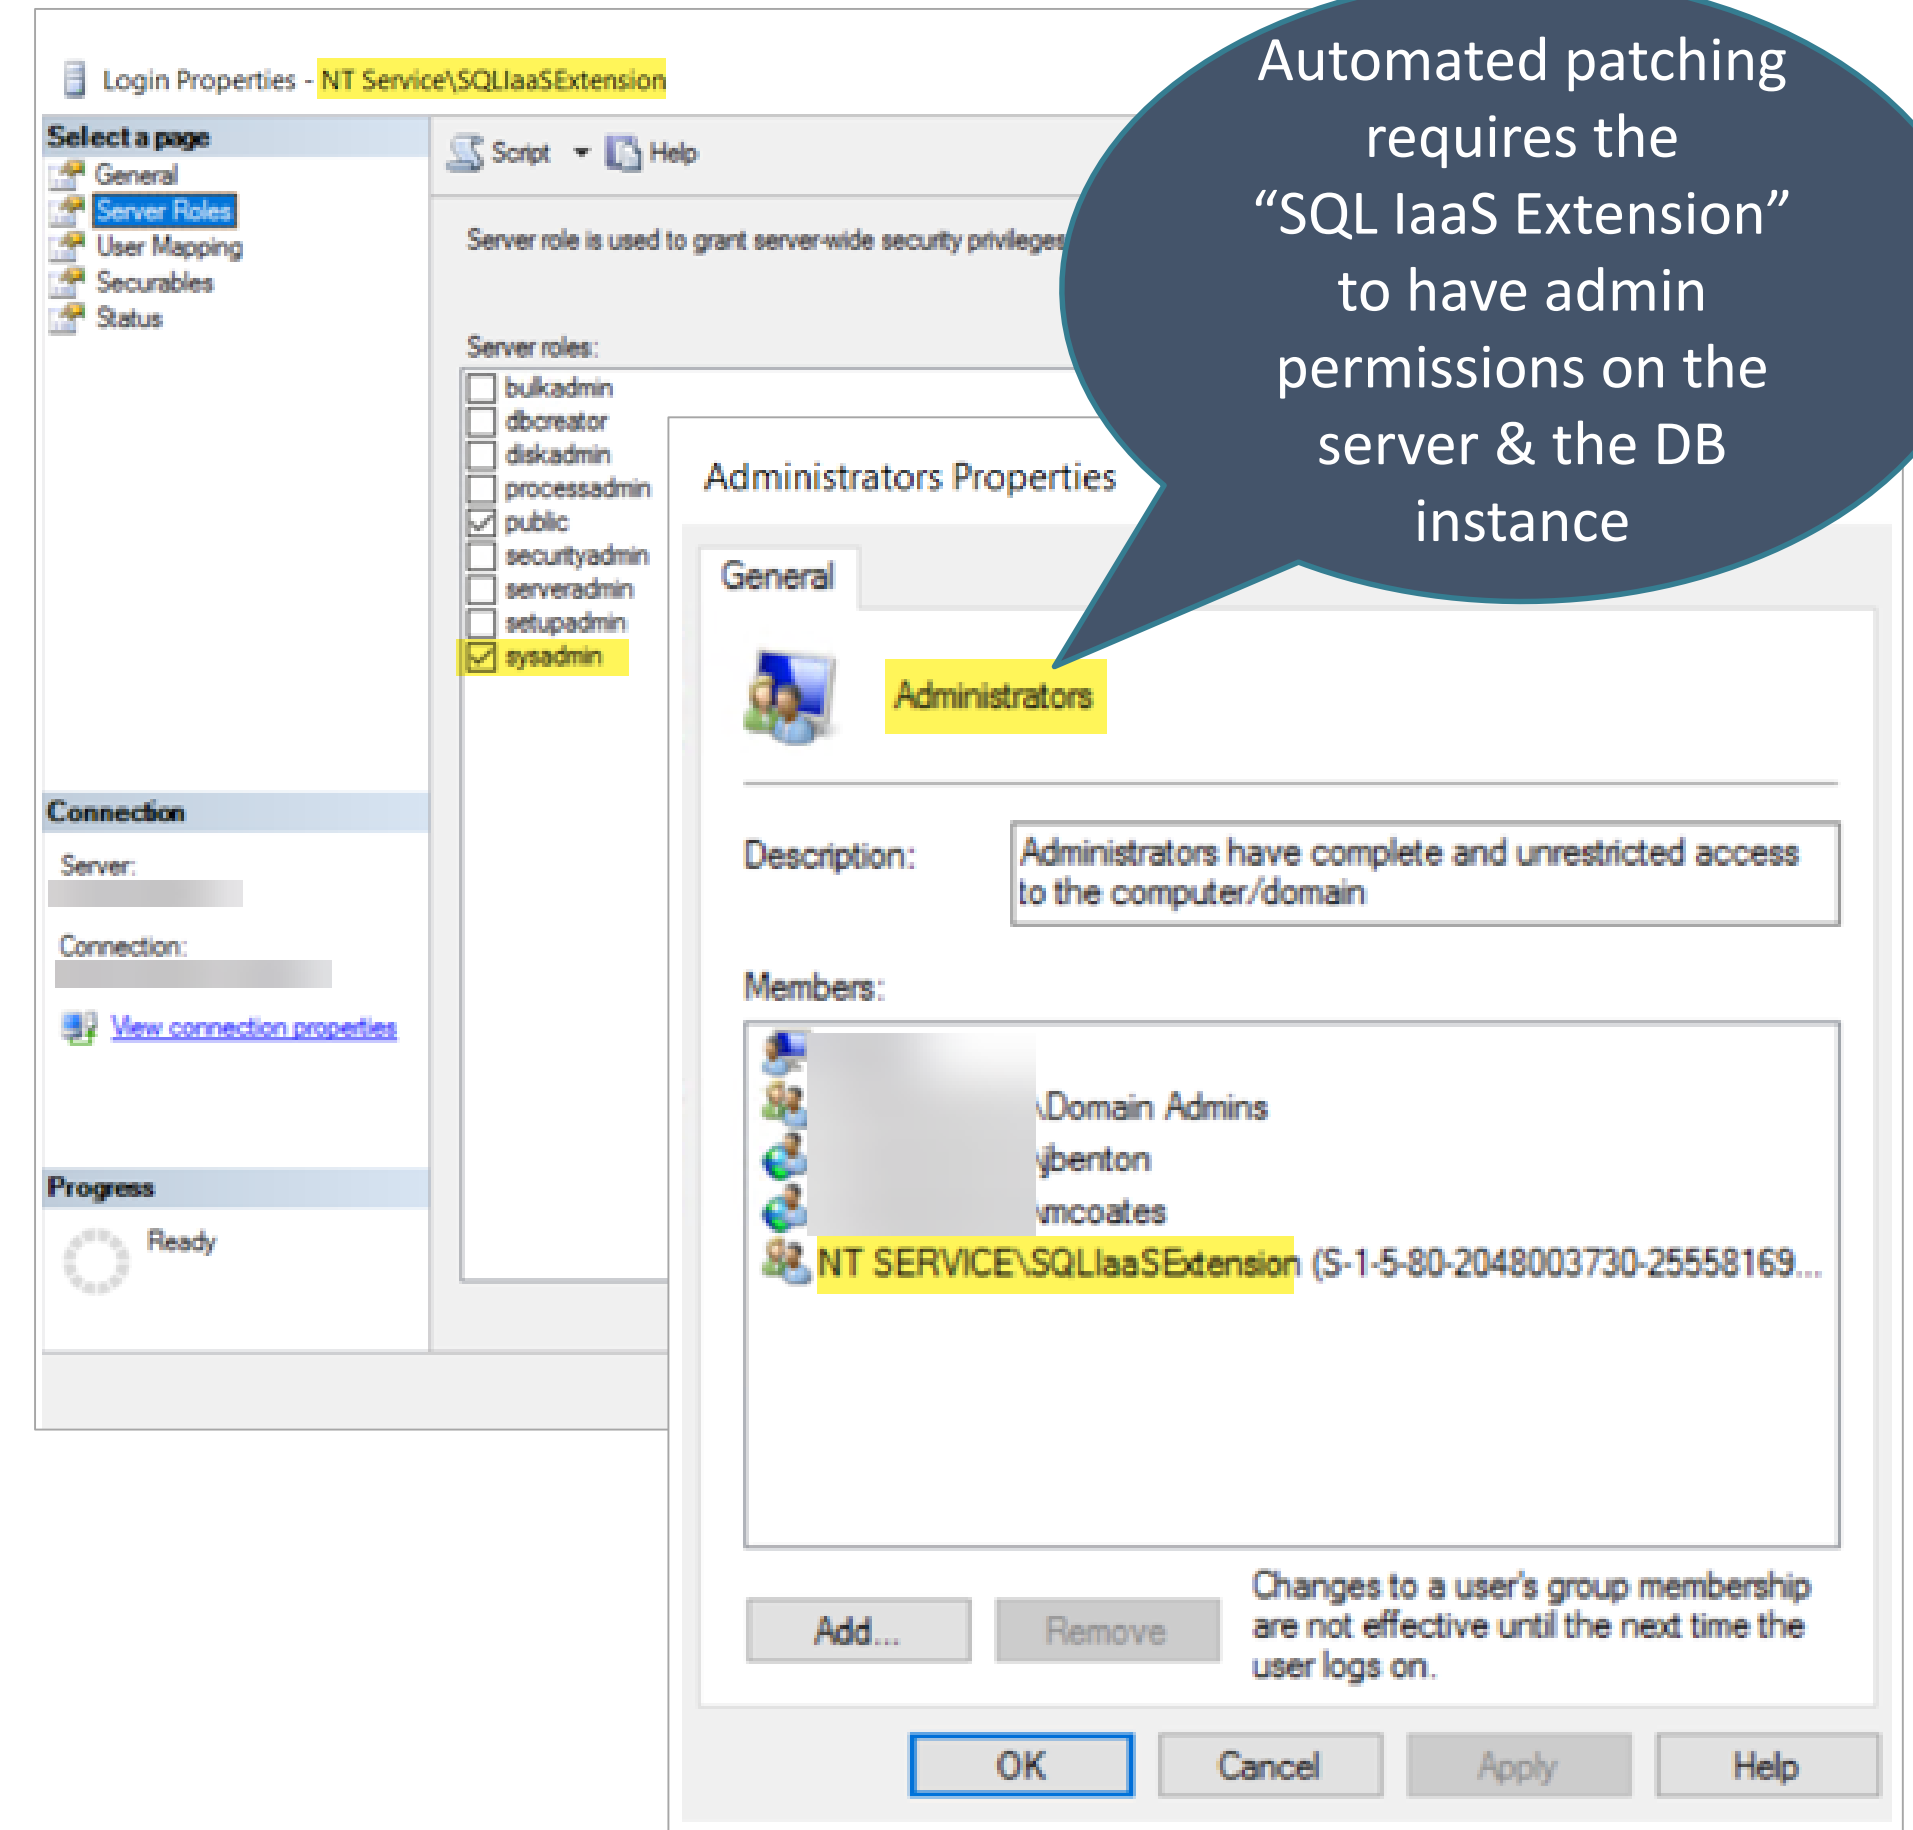 Login Properties - NT Service\SQLIaaSExtension
Select a page
General
Server Roles
User Mapping
Securables
Status
Script
Help
Server role is used to grant server-wide security privileges
Server roles:
bulkadmin
dbcreator
diskadmin
processadmin
public
securityadmin
serveradmin
setupadmin
sysadmin
Connection
Server:
Connection:
View connection properties
Progress
Ready
Automated patching
requires the
“SQL IaaS Extension”
to have admin
permissions on the
server & the DB
instance
Administrators Properties
General
Administrators
Description:
Administrators have complete and unrestricted access
to the computer/domain
Members:
\Domain Admins
\jbenton
\mcoates
NT SERVICE\SQLIaaSExtension (S-1-5-80-2048003730-25558169...
Add...
Remove
Changes to a user's group membership
are not effective until the next time the
user logs on.
OK
Cancel
Apply
Help